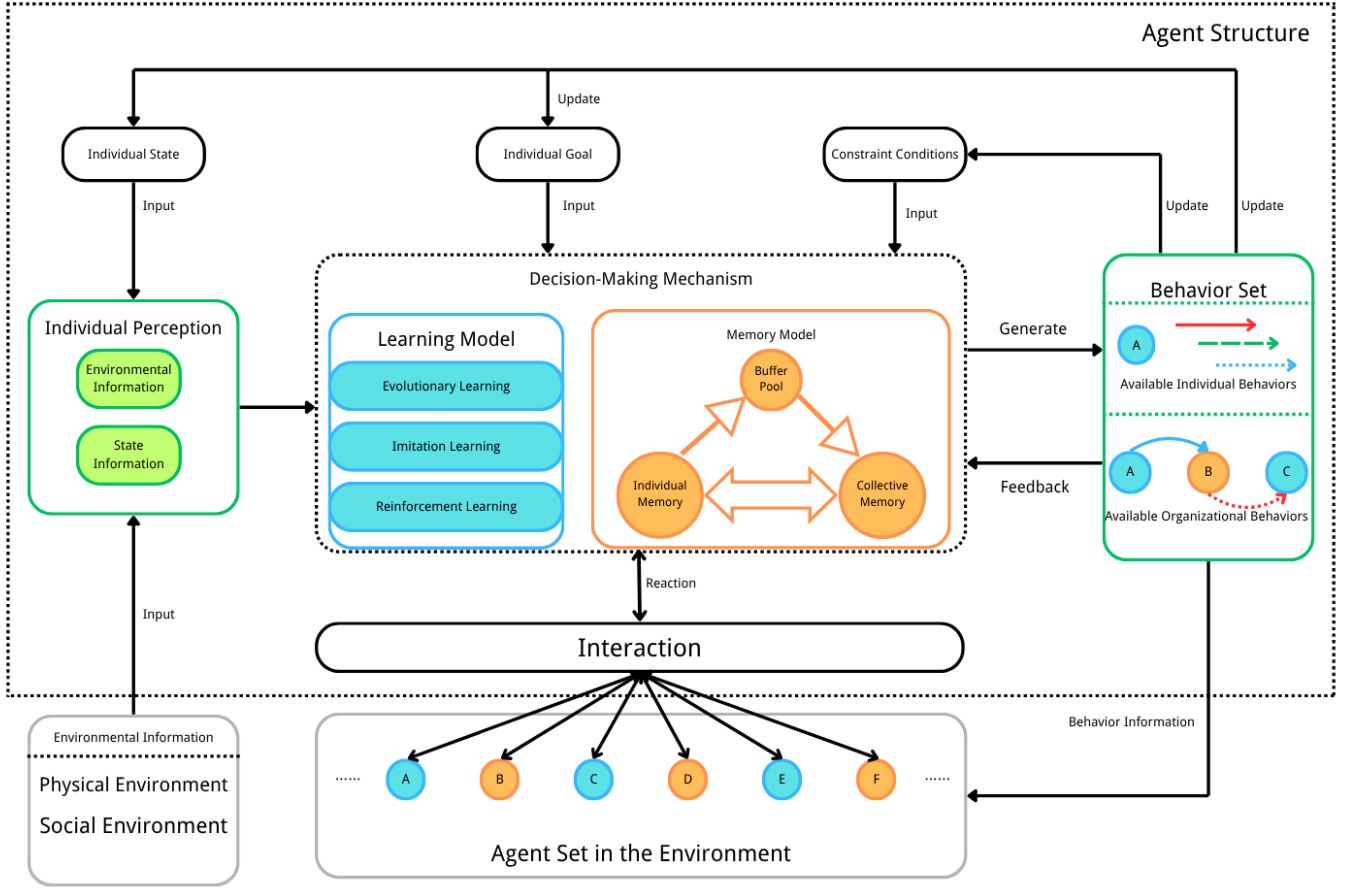 Agent Structure
Update
Individual State
Individual Goal
Constraint Conditions
Input
Input
Input
Update
Update
Decision-Making Mechanism
Individual Perception
Environmental
Information
State
Information
Learning Model
Evolutionary Learning
Imitation Learning
Reinforcement Learning
Memory Model
Buffer
Pool
Individual
Memory
Collective
Memory
Generate
Feedback
Behavior Set
A
Available Individual Behaviors
A
B
C
Available Organizational Behaviors
Reaction
Input
Interaction
Behavior Information
Environmental Information
Physical Environment
Social Environment
......
A
B
C
D
E
F
......
Agent Set in the Environment